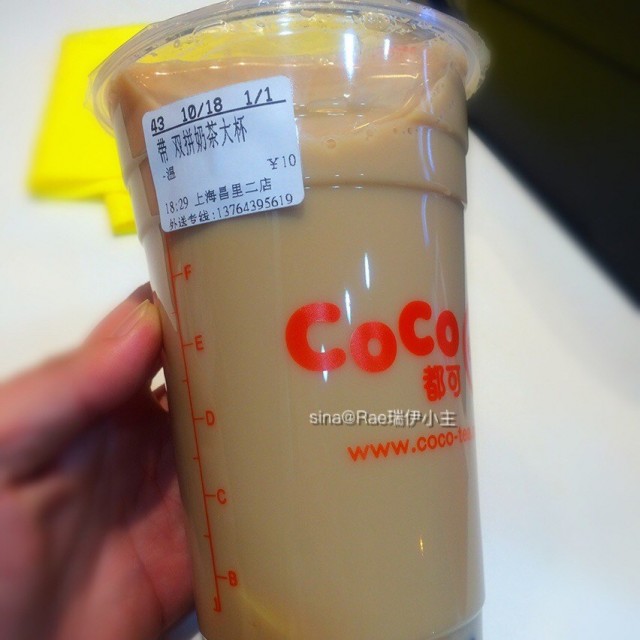 43 10/18 1/1
带 双拼奶茶大杯
·温 ¥10
18:29 上海昌里二店
外送专线:13764395619
F
E
CoCo
都可
D
sina@Rae瑞伊小主
www.coco-tea
C
B